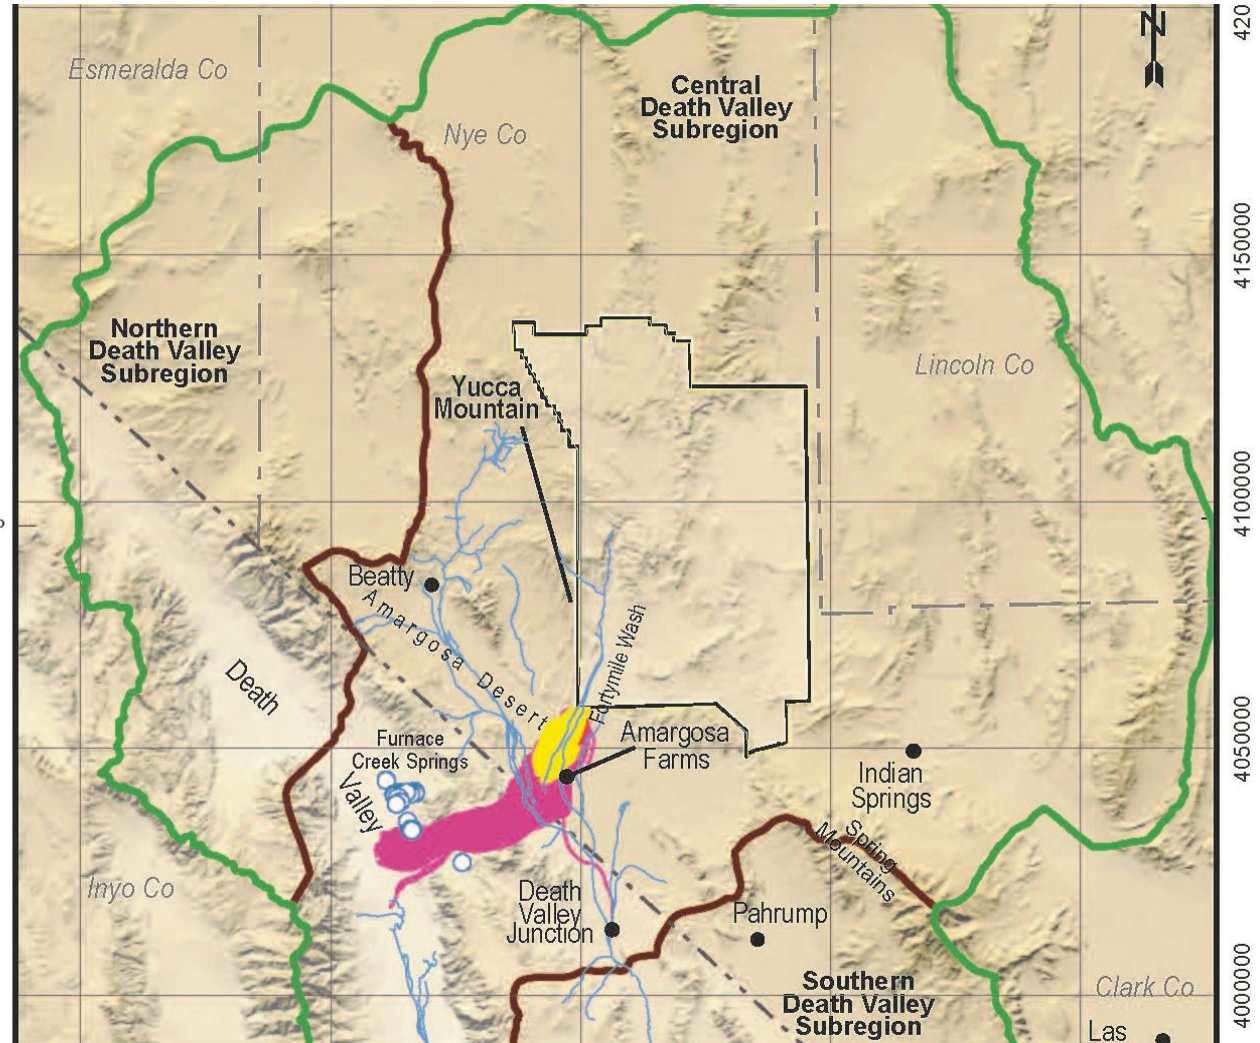 Esmeralda Co
Nye Co
Central
Death Valley
Subregion
N
420
4150000
Northern
Death Valley
Subregion
Lincoln Co
Yucca
Mountain
4100000
Beatty
Amargosa Desert
Fortymile Wash
Death
Valley
Furnace
Creek Springs
Amargosa
Farms
4050000
Indian
Springs
Spring
Mountains
Inyo Co
Death
Valley
Junction
Pahrump
Southern
Death Valley
Subregion
Clark Co
4000000
Las